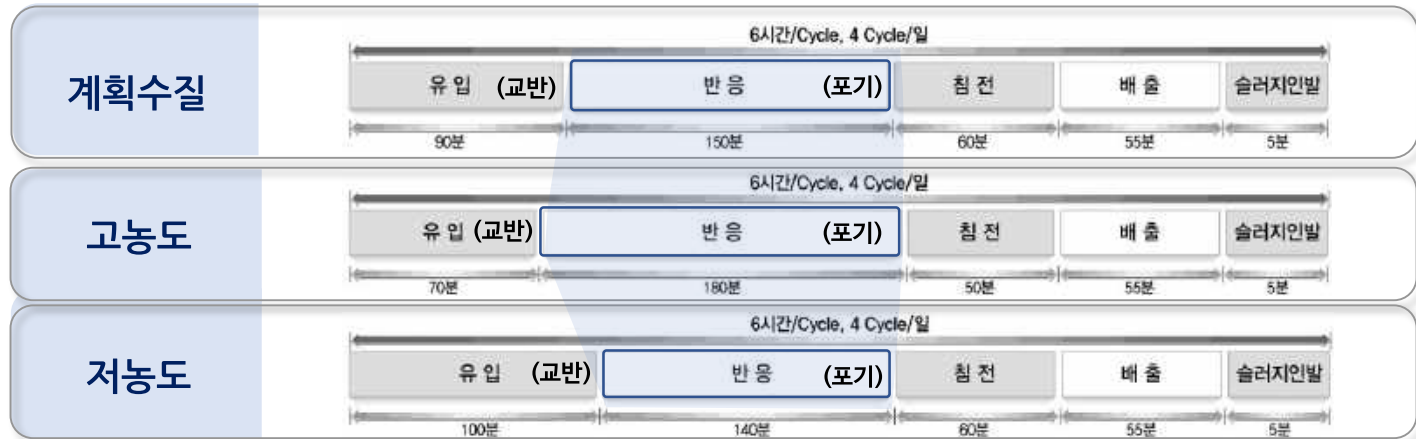 계획수질
6시간/Cycle, 4 Cycle/일
유 입 (교반) 반 응 (포기) 침 전 배 출 슬러지인발
90분 150분 60분 55분 5분
고농도
6시간/Cycle, 4 Cycle/일
유 입 (교반) 반 응 (포기) 침 전 배 출 슬러지인발
70분 180분 50분 55분 5분
저농도
6시간/Cycle, 4 Cycle/일
유 입 (교반) 반 응 (포기) 침 전 배 출 슬러지인발
100분 140분 60분 55분 5분